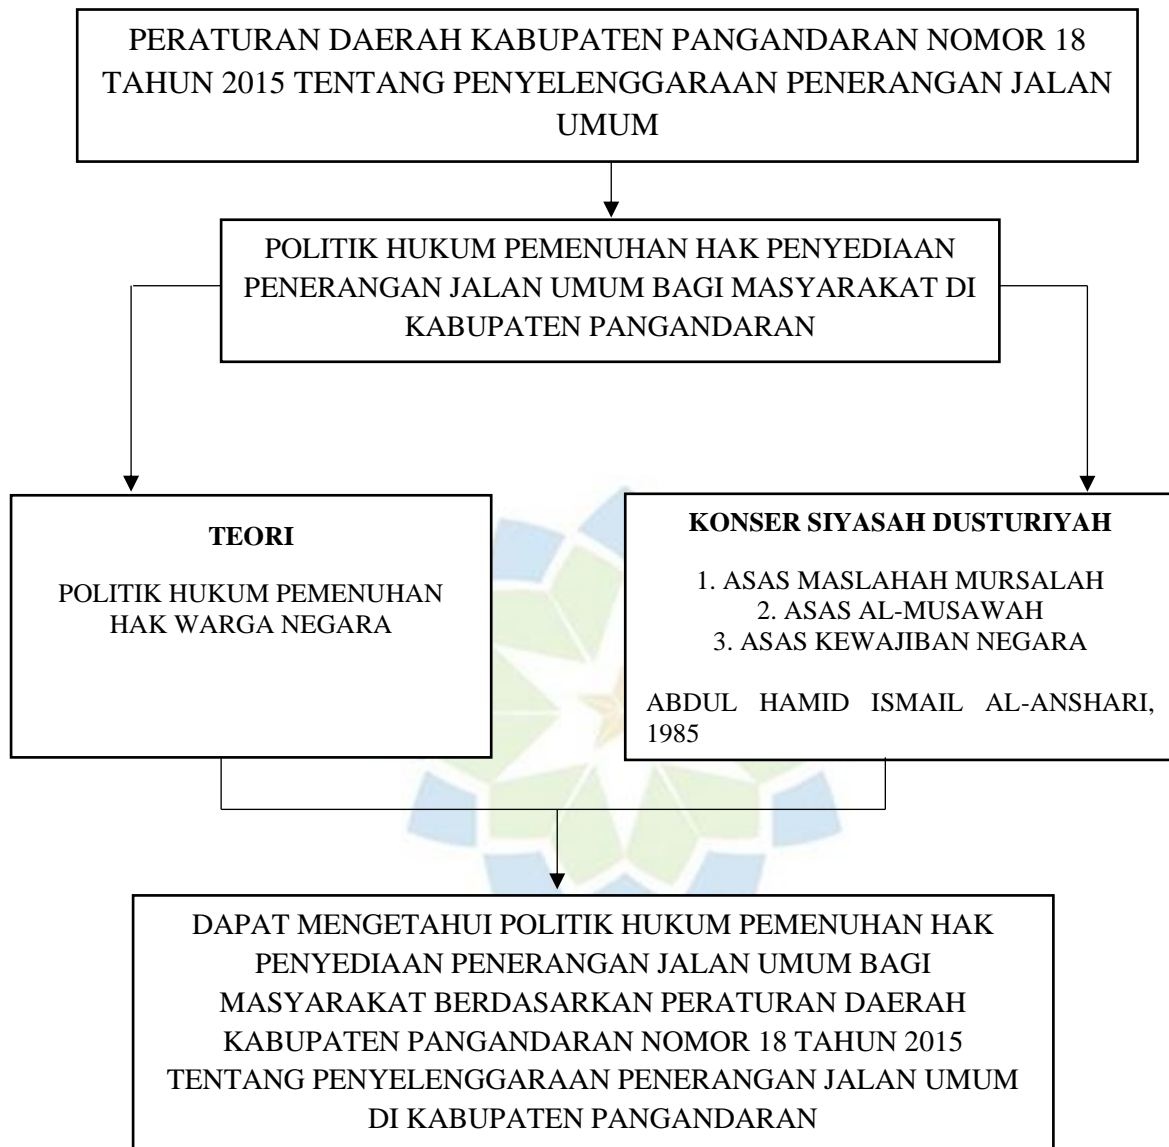 PERATURAN DAERAH KABUPATEN PANGANDARAN NOMOR 18
TAHUN 2015 TENTANG PENYELENGGARAAN PENERANGAN JALAN
UMUM
POLITIK HUKUM PEMENUHAN HAK PENYEDIAAN
PENERANGAN JALAN UMUM BAGI MASYARAKAT DI
KABUPATEN PANGANDARAN
TEORI
POLITIK HUKUM PEMENUHAN
HAK WARGA NEGARA
KONSER SIYASAH DUSTURIYAH
1. ASAS MASLAHAH MURSALAH
2. ASAS AL-MUSAWAH
3. ASAS KEWAJIBAN NEGARA
ABDUL HAMID ISMAIL AL-ANSHARI,
1985
DAPAT MENGETAHUI POLITIK HUKUM PEMENUHAN HAK
PENYEDIAAN PENERANGAN JALAN UMUM BAGI
MASYARAKAT BERDASARKAN PERATURAN DAERAH
KABUPATEN PANGANDARAN NOMOR 18 TAHUN 2015
TENTANG PENYELENGGARAAN PENERANGAN JALAN UMUM
DI KABUPATEN PANGANDARAN